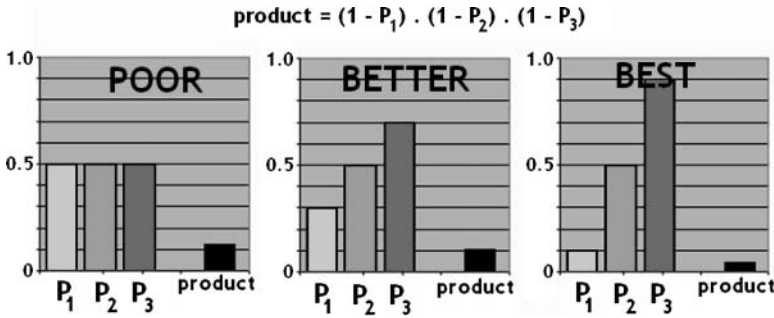 product = (1 - P1) . (1 - P2) . (1 - P3)
POOR
1.0
0.5
0
P1 P2 P3 product
BETTER
1.0
0.5
0
P1 P2 P3 product
BEST
1.0
0.5
0
P1 P2 P3 product